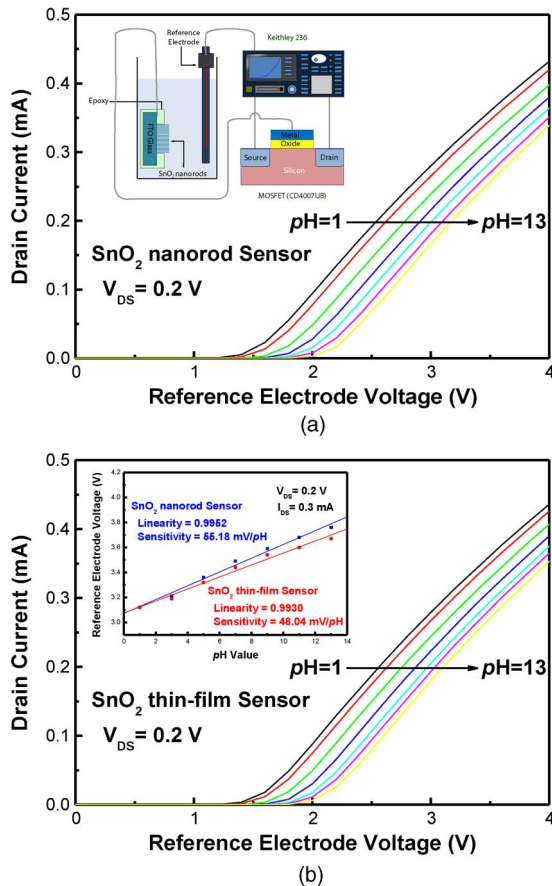 0.5
0.4
0.3
0.2
0.1
0.0
Drain Current (mA)
Reference
Electrode
Keithley 236
Epoxy
FTO Glass
SnO₂ nanorods
Metal
Oxide
Source
Drain
Silicon
MOSFET (CD4007UB)
pH=1
pH=13
SnO₂ nanorod Sensor
V_DS= 0.2 V
0 1 2 3 4
Reference Electrode Voltage (V)
(a)
0.5
0.4
0.3
0.2
0.1
0.0
Drain Current (mA)
4.2
4.0
3.8
3.6
3.4
3.2
3.0
Reference Electrode Voltage (V)
V_DS= 0.2 V
I_DS= 0.3 mA
SnO₂ nanorod Sensor
Linearity = 0.9952
Sensitivity = 55.18 mV/pH
SnO₂ thin-film Sensor
Linearity = 0.9930
Sensitivity = 48.04 mV/pH
0 2 4 6 8 10 12 14
pH Value
pH=1
pH=13
SnO₂ thin-film Sensor
V_DS= 0.2 V
0 1 2 3 4
Reference Electrode Voltage (V)
(b)